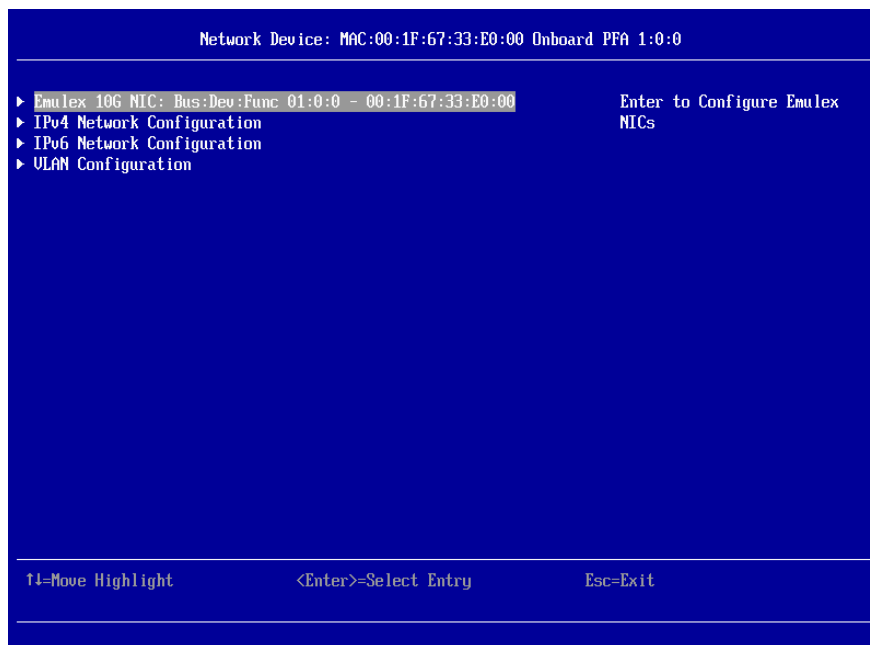 Network Device: MAC:00:1F:67:33:E0:00 Onboard PFA 1:0:0
Emulex 10G NIC: Bus:Dev:Func 01:0:0 - 00:1F:67:33:E0:00
IPv4 Network Configuration
IPv6 Network Configuration
VLAN Configuration
Enter to Configure Emulex
NICs
↑↓=Move Highlight <Enter>=Select Entry Esc=Exit